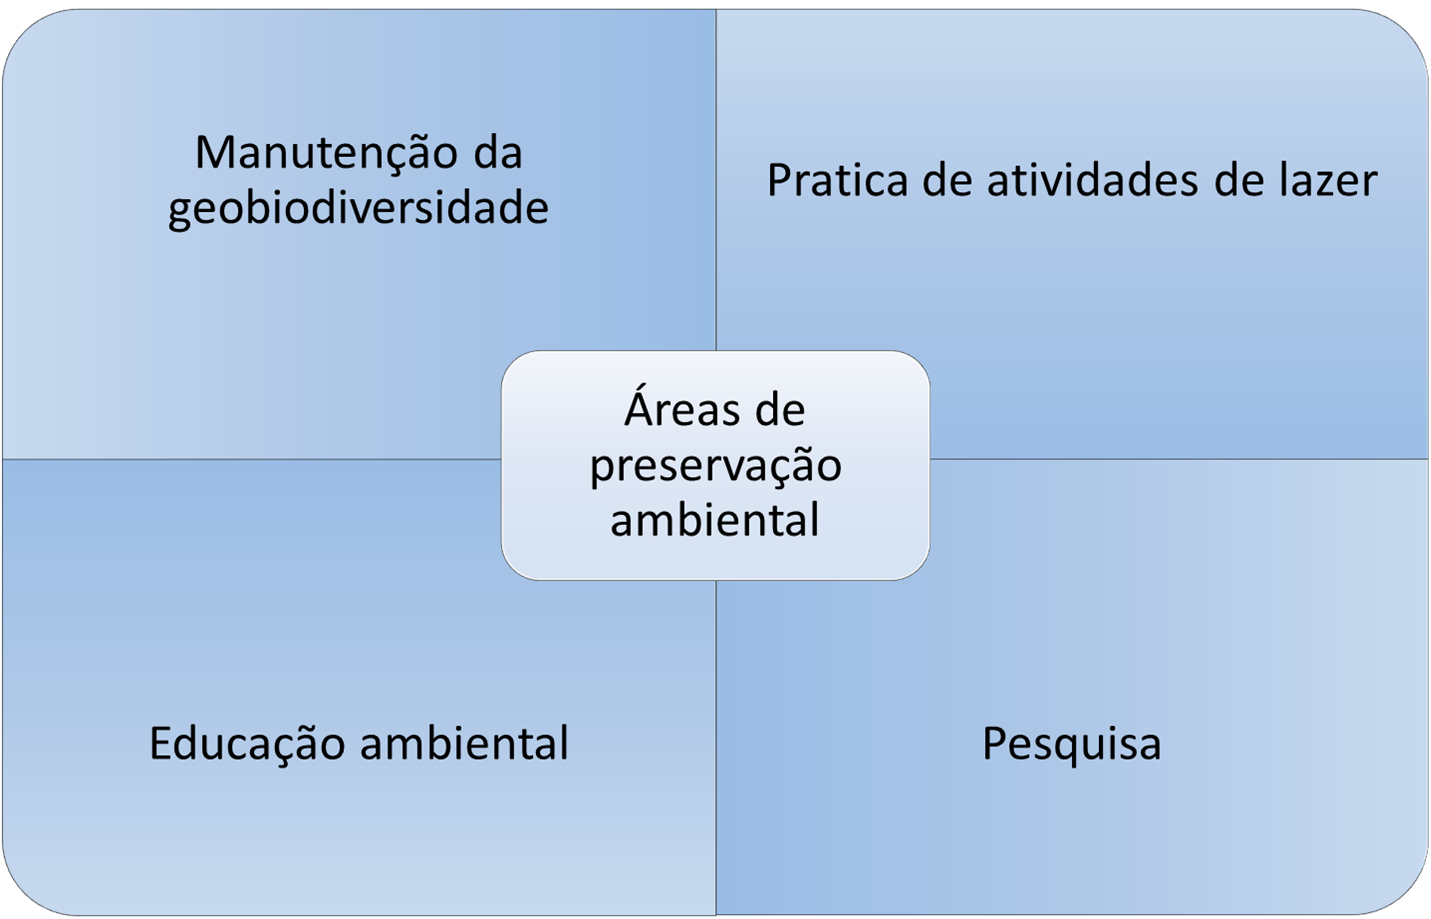 Manutenção da
geobiodiversidade
Pratica de atividades de lazer
Áreas de
preservação
ambiental
Educação ambiental
Pesquisa